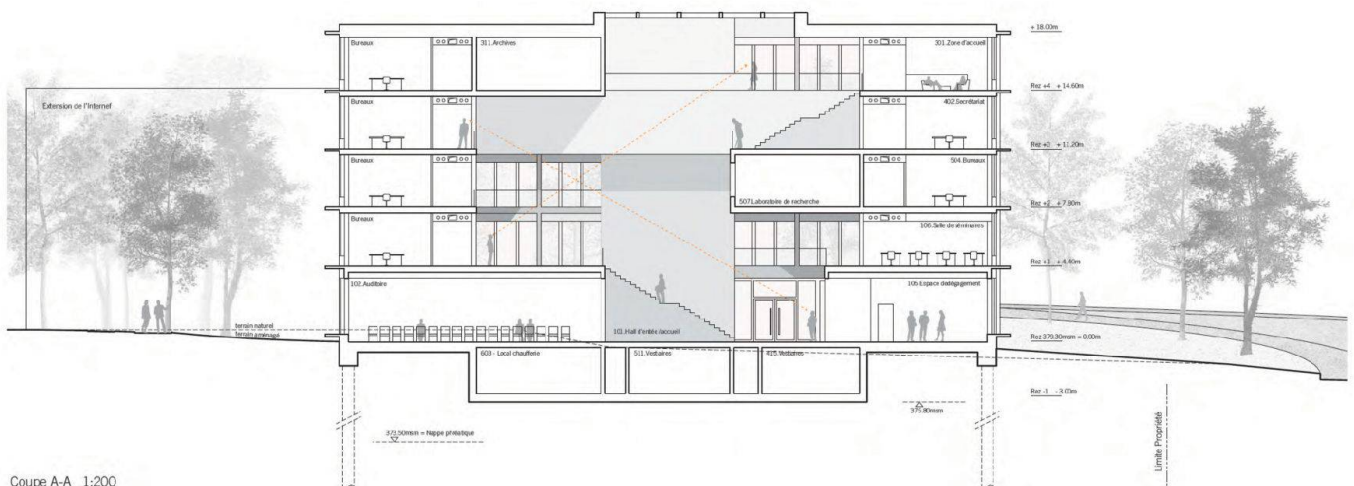 + 18.00m
Bureaux
311.Archives
301.Zone d'accueil
Rez +4 + 14.60m
Extension de l'Internef
Bureaux
402.Secrétariat
Rez +3 + 11.20m
Bureaux
504.Bureaux
507.Laboratoire de recherche
Rez +2 + 7.80m
Bureaux
106.Salle de séminaires
Rez +1 + 4.40m
102.Auditoire
105.Espace de dégagement
terrain naturel
terrain aménagé
101.Hall d'entrée /accueil
Rez 379.30msm = 0.00m
603 - Local chaufferie
511.Vestiaires
415.Vestiaires
Rez -1 - 3.00m
375.80msm
373.50msm = Nappe phréatique
Limite Propriété
Coupe A-A 1:200